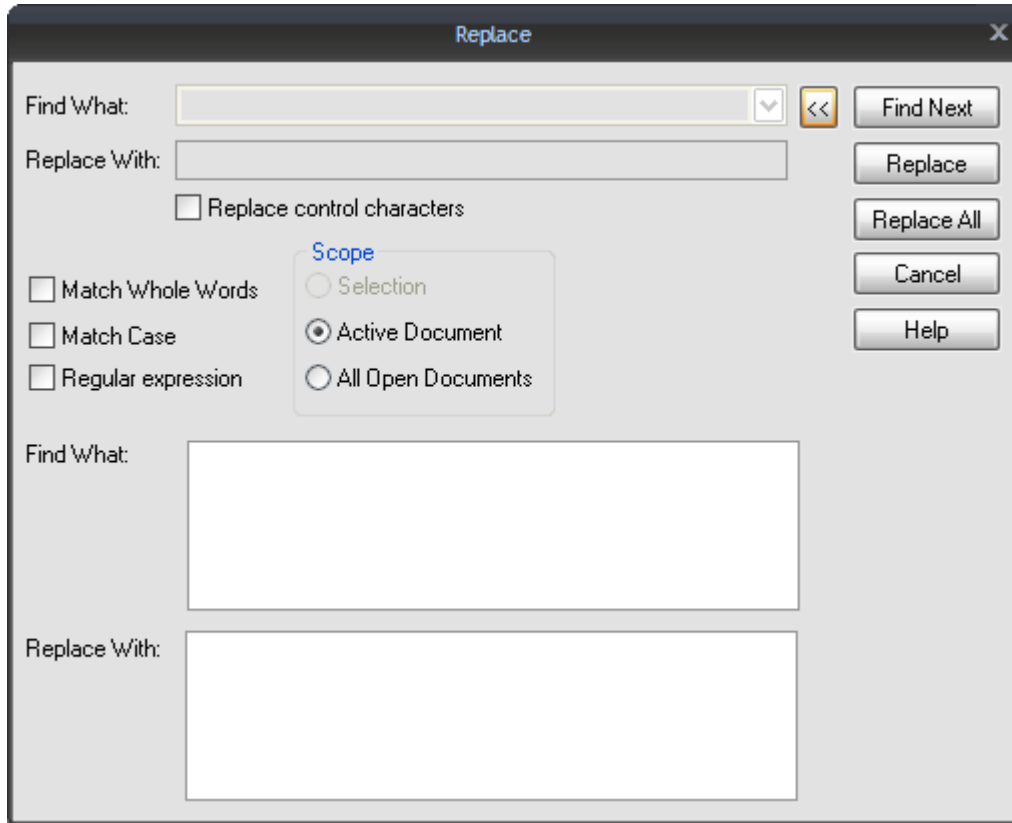 Replace
Find What:
<<
Find Next
Replace With:
Replace
Replace control characters
Replace All
Scope
Cancel
Match Whole Words
Selection
Match Case
Active Document
Help
Regular expression
All Open Documents
Find What:
Replace With: